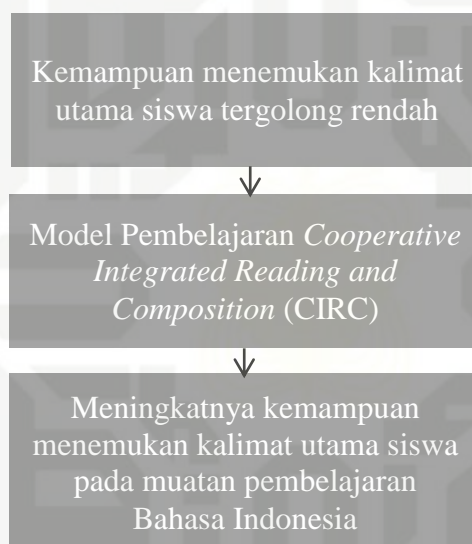 Kemampuan menemukan kalimat
utama siswa tergolong rendah
Model Pembelajaran Cooperative
Integrated Reading and
Composition (CIRC)
Meningkatnya kemampuan
menemukan kalimat utama siswa
pada muatan pembelajaran
Bahasa Indonesia